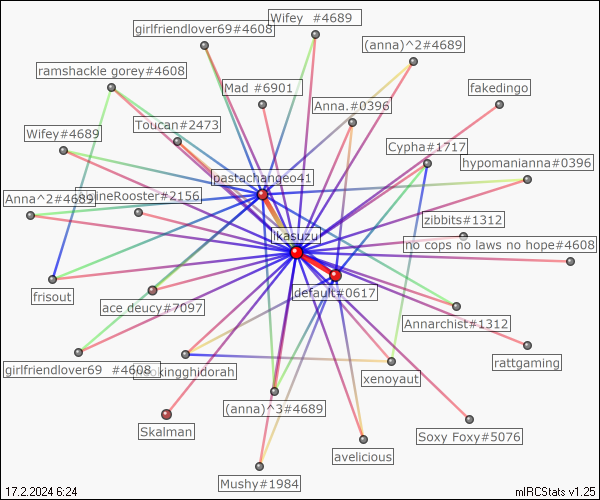 Wifey #4689
girlfriendlover69#4608
(anna)^2#4689
ramshackle gorey#4608
Mad #6901
fakedingo
Anna.#0396
Toucan#2473
Wifey#4689
Cypha#1717
hypomanianna#0396
pastachangeo41
Anna^2#4689
ineRooster#2156
zibbits#1312
ikasuzu
no cops no laws no hope#4608
default#0617
frisout
ace deucy#7097
Annarchist#1312
rattgaming
girlfriendlover69 #4608
kingghidorah
xenoyaut
(anna)^3#4689
Skalman
Soxy Foxy#5076
avelicious
Mushy#1984
17.2.2024 6:24
mIRCStats v1.25